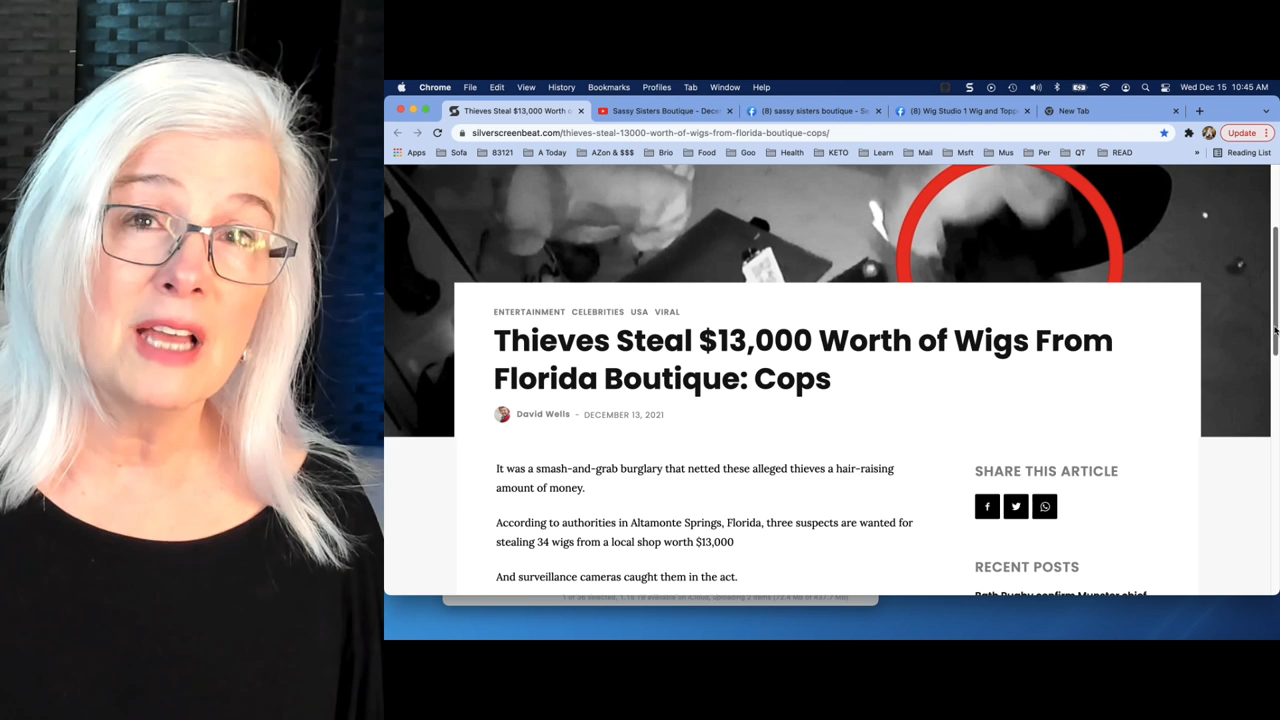 Chrome File Edit View History Bookmarks Profiles Tab Window Help Wed Dec 15 10:45 AM
Thieves Steal $13,000 Worth o Sassy Sisters Boutique - Dece (8) sassy sisters boutique - Se (8) Wig Studio 1 Wig and Toppe New Tab
silverscreenbeat.com/thieves-steal-13000-worth-of-wigs-from-florida-boutique-cops/ Update
Apps Sofa 83121 A Today AZon & $$$ Brio Food Goo Health KETO Learn Mail Msft Mus Per QT READ » Reading List
ENTERTAINMENT CELEBRITIES USA VIRAL
Thieves Steal $13,000 Worth of Wigs From
Florida Boutique: Cops
David Wells - DECEMBER 13, 2021
It was a smash-and-grab burglary that netted these alleged thieves a hair-raising
amount of money.
According to authorities in Altamonte Springs, Florida, three suspects are wanted for
stealing 34 wigs from a local shop worth $13,000
And surveillance cameras caught them in the act.
SHARE THIS ARTICLE
RECENT POSTS
Bath Rugby confirm Munster chief